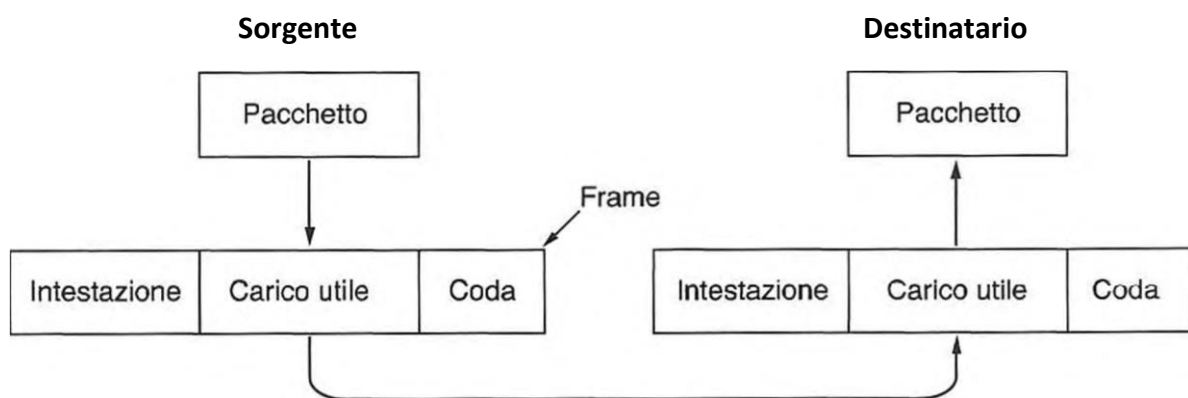 Sorgente Destinatario
Pacchetto Pacchetto
Frame
Intestazione Carico utile Coda Intestazione Carico utile Coda